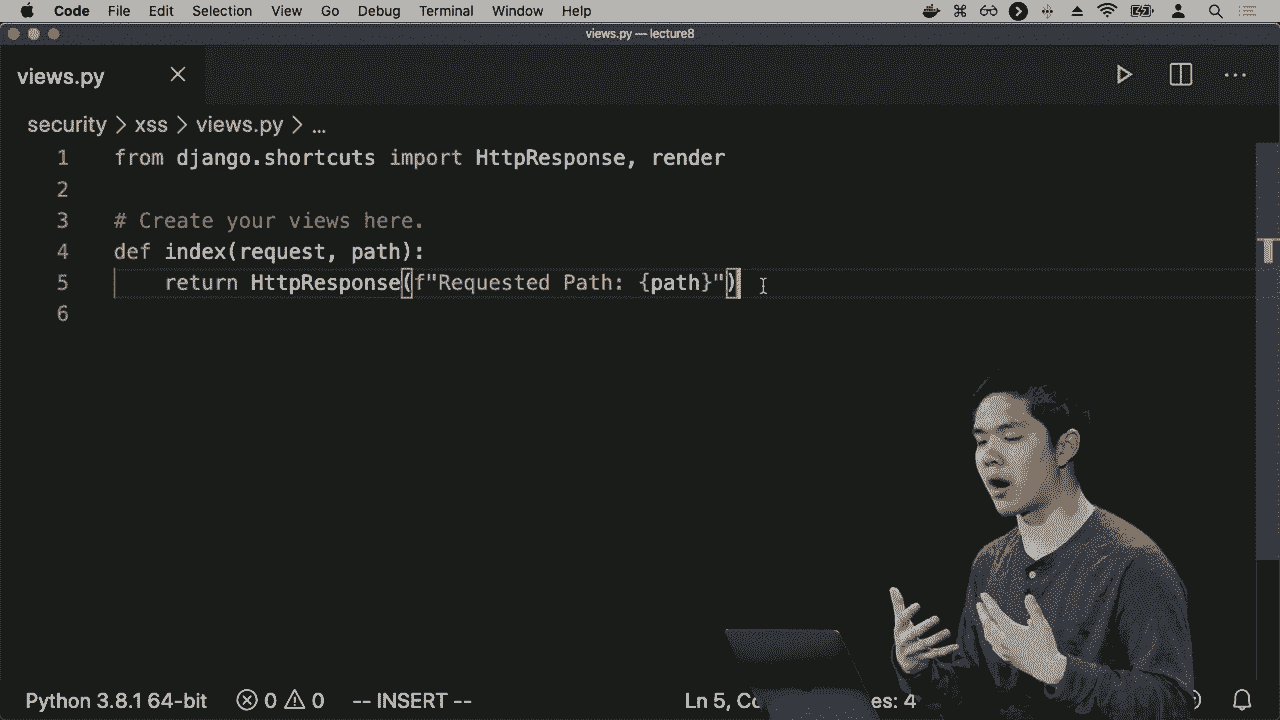 Code File Edit Selection View Go Debug Terminal Window Help
views.py — lecture8
views.py
security > xss > views.py > ...
1 from django.shortcuts import HttpResponse, render
2
3 # Create your views here.
4 def index(request, path):
5     return HttpResponse(f"Requested Path: {path}")
6
Python 3.8.1 64-bit 0 0 -- INSERT -- Ln 5, es: 4